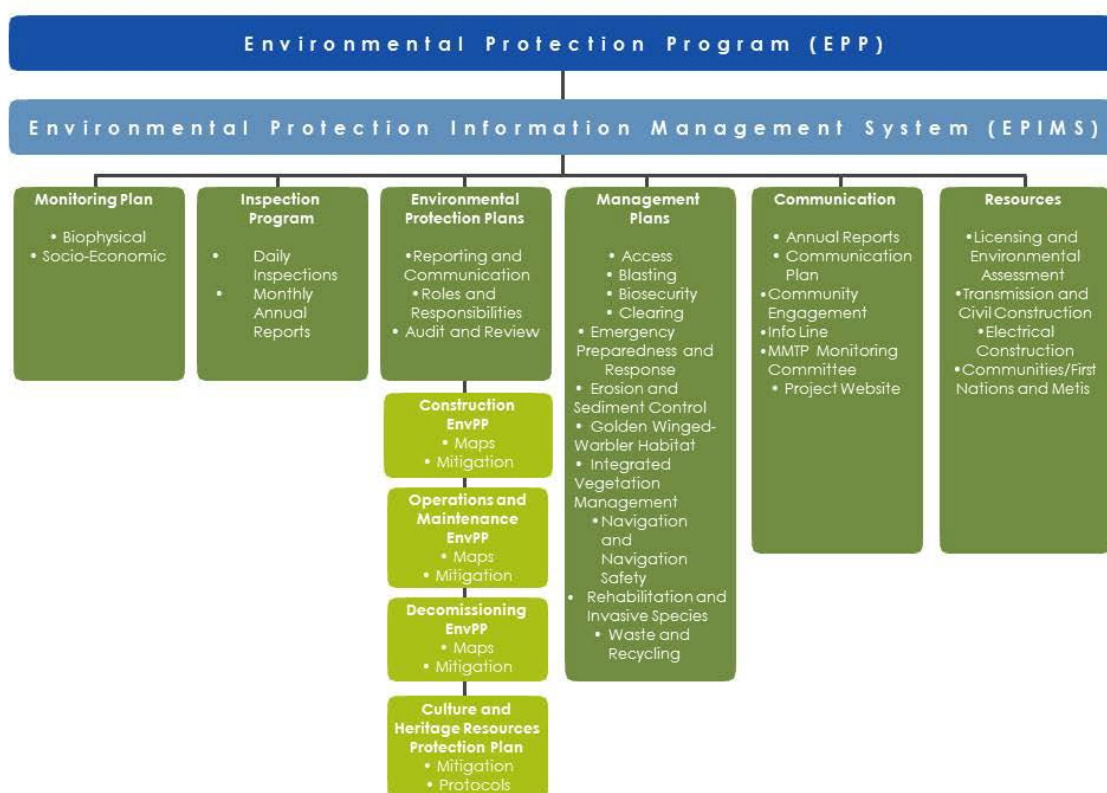 Environmental Protection Program (EPP)
Environmental Protection Information Management System (EPIMS)
Monitoring Plan
• Biophysical
• Socio-Economic
Inspection
Program
• Daily
Inspections
• Monthly
Annual
Reports
Environmental
Protection Plans
•Reporting and
Communication
•Roles and
Responsibilities
• Audit and Review
Construction
EnvPP
• Maps
• Mitigation
Operations and
Maintenance
EnvPP
• Maps
• Mitigation
Decomissioning
EnvPP
• Maps
• Mitigation
Culture and
Heritage Resources
Protection Plan
• Mitigation
• Protocols
Management
Plans
• Access
• Blasting
• Biosecurity
• Clearing
• Emergency
Preparedness and
Response
• Erosion and
Sediment Control
• Golden Winged-
Warbler Habitat
• Integrated
Vegetation
Management
•Navigation
and
Navigation
Safety
• Rehabilitation and
Invasive Species
• Waste and
Recycling
Communication
• Annual Reports
• Communication
Plan
•Community
Engagement
•Info Line
•MMTP Monitoring
Committee
• Project Website
Resources
•Licensing and
Environmental
Assessment
•Transmission and
Civil Construction
•Electrical
Construction
•Communities/First
Nations and Metis